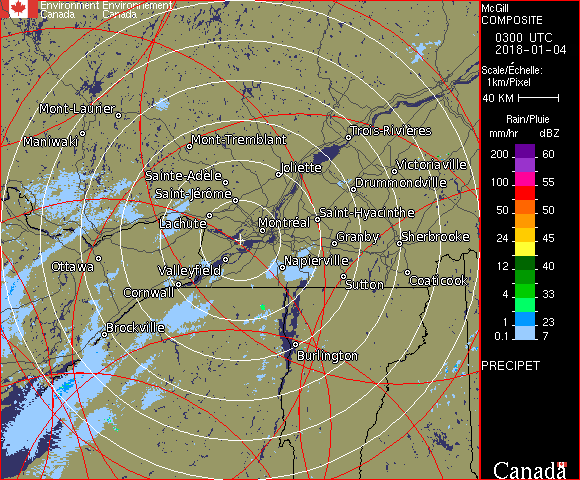 Environment Environnement
Canada Canada
McGill
COMPOSITE
0300 UTC
2018-01-04
Scale/Échelle:
1km/Pixel
40 KM
Rain/Pluie
mm/hr dBZ
200 60
150 57
100 55
50 50
24 45
12 40
4 33
1 23
0.1 7
PRECIPET
Canada
Mont-Laurier
Maniwaki
Mont-Tremblant
Trois-Rivières
Joliette
Victoriaville
Sainte-Adèle
Drummondville
Saint-Jérôme
Saint-Hyacinthe
Lachute
Montréal
Granby
Sherbrooke
Ottawa
Valleyfield
Napierville
Sutton
Coaticook
Cornwall
Brockville
Burlington